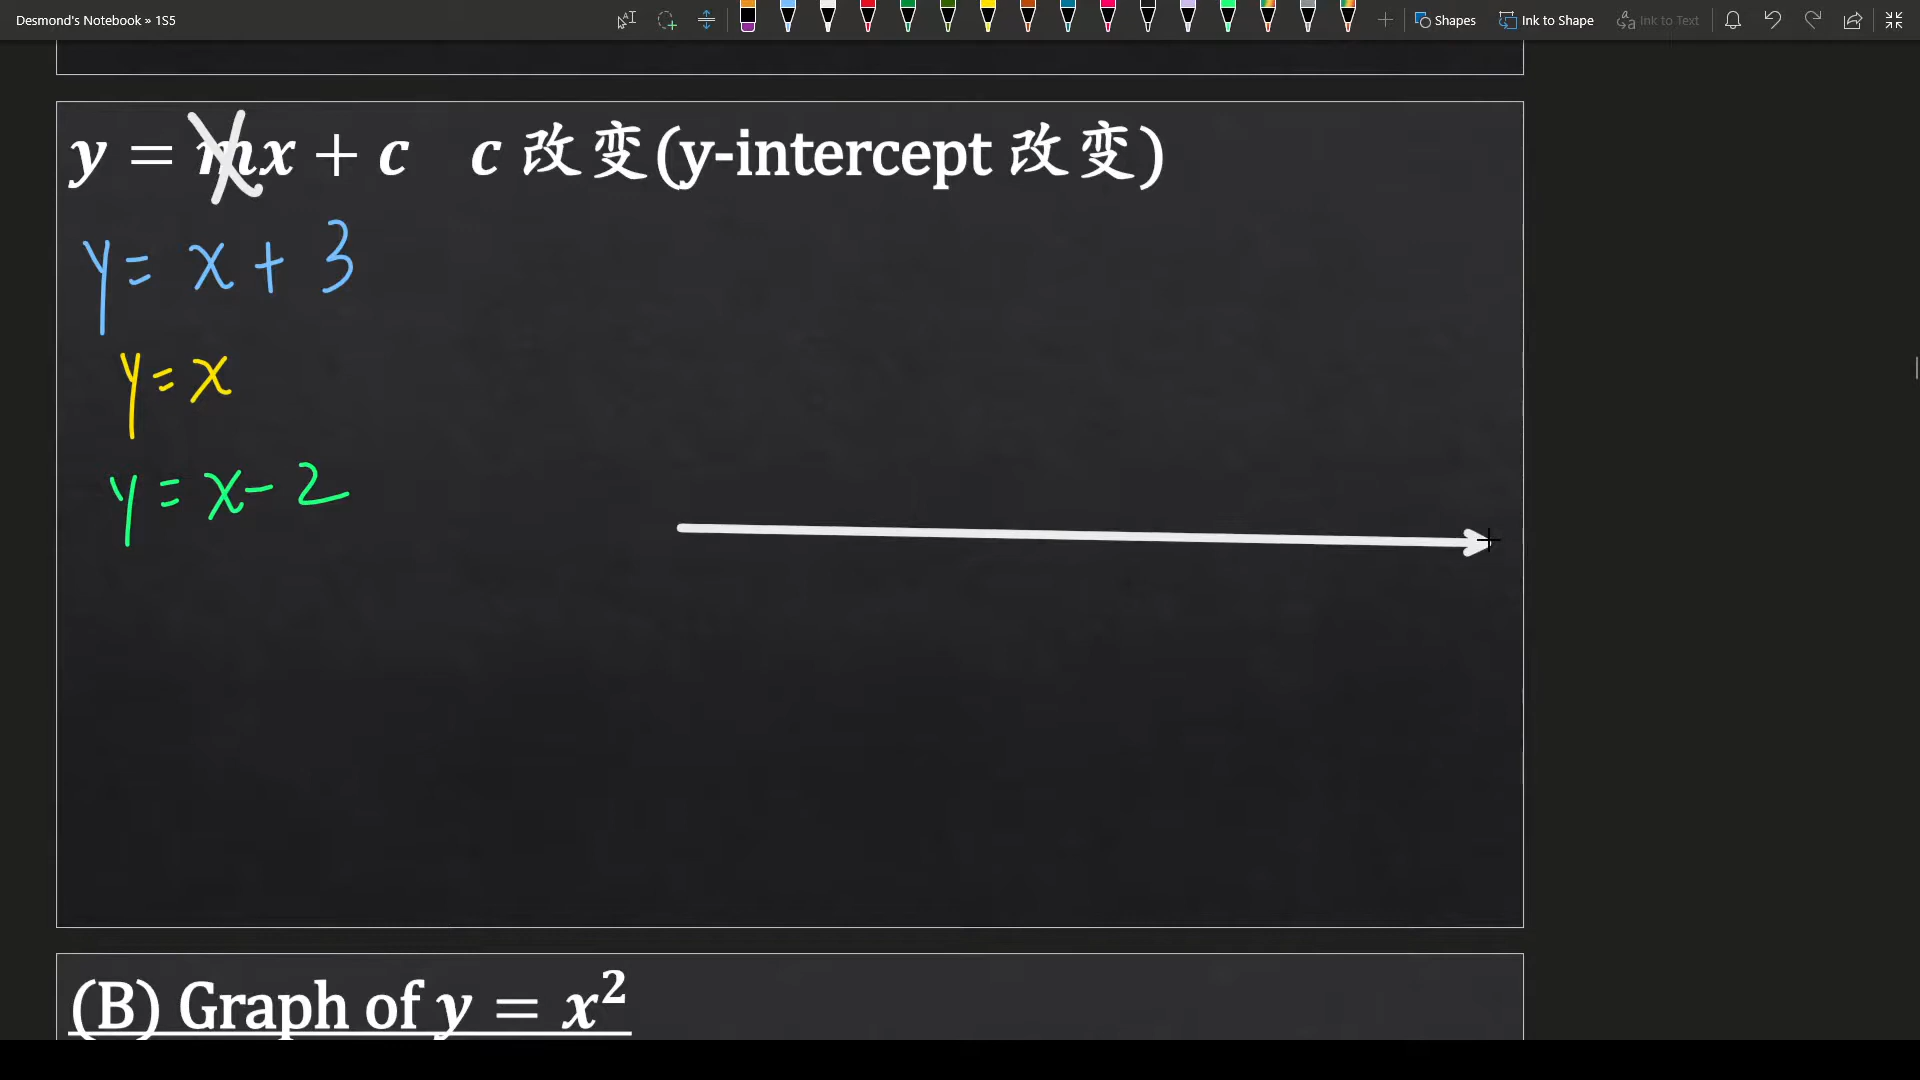 Desmond's Notebook » 1S5
Shapes
Ink to Shape
Ink to Text
y = mx + c c 改变(y-intercept 改变)
y = x + 3
y = x
y = x - 2
(B) Graph of y = x²